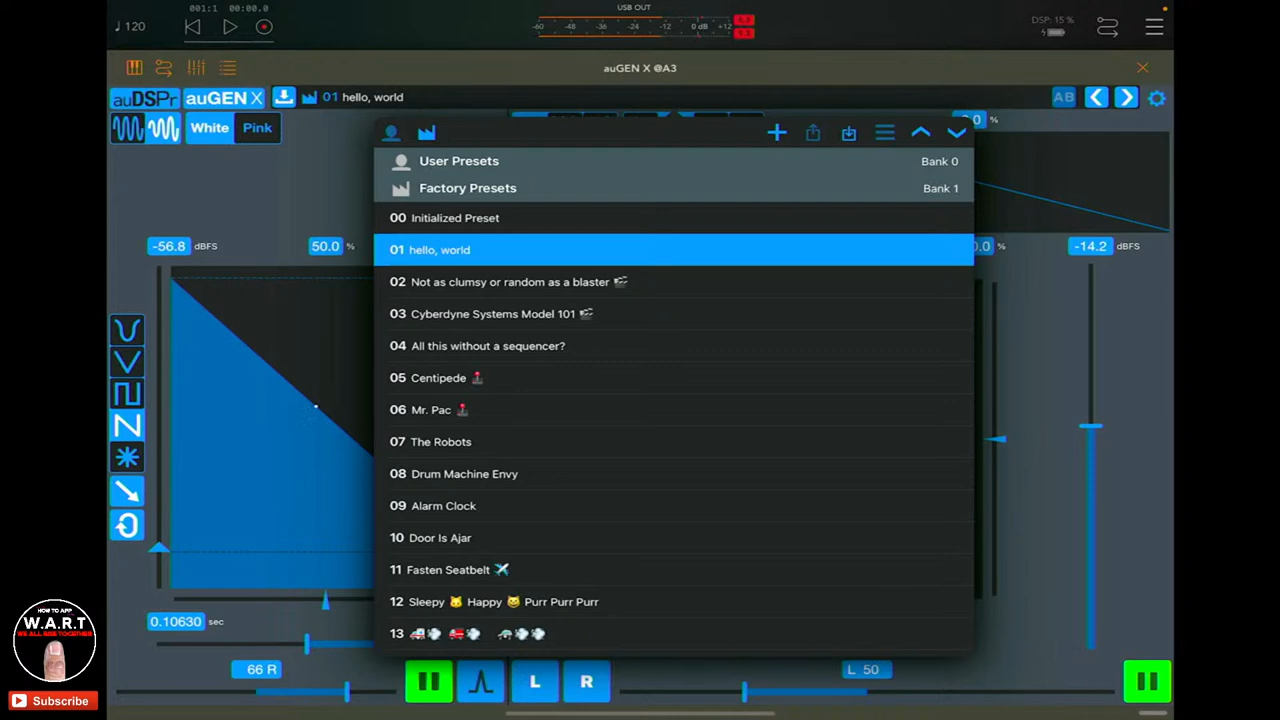 001:1 00:00.0
USB OUT
♩ 120
-60 -48 -36 -24 -12 0 dB +12
DSP: 15 %
auGEN X @A3
auDSPr auGEN X 01 hello, world
AB
White Pink
%
User Presets Bank 0
Factory Presets Bank 1
00 Initialized Preset
-56.8 dBFS 50.0 %
01 hello, world
% -14.2 dBFS
02 Not as clumsy or random as a blaster 🎬
03 Cyberdyne Systems Model 101 🎬
04 All this without a sequencer?
05 Centipede 🕹️
06 Mr. Pac 🕹️
07 The Robots
08 Drum Machine Envy
09 Alarm Clock
10 Door Is Ajar
11 Fasten Seatbelt ✈️
12 Sleepy 😺 Happy 😸 Purr Purr Purr
13 🚑💨 🚒💨 🐢💨💨
0.10630 sec
66 R
L R
L 50
HOW TO APP
W.A.R.T
WE ALL RISE TOGETHER
Subscribe